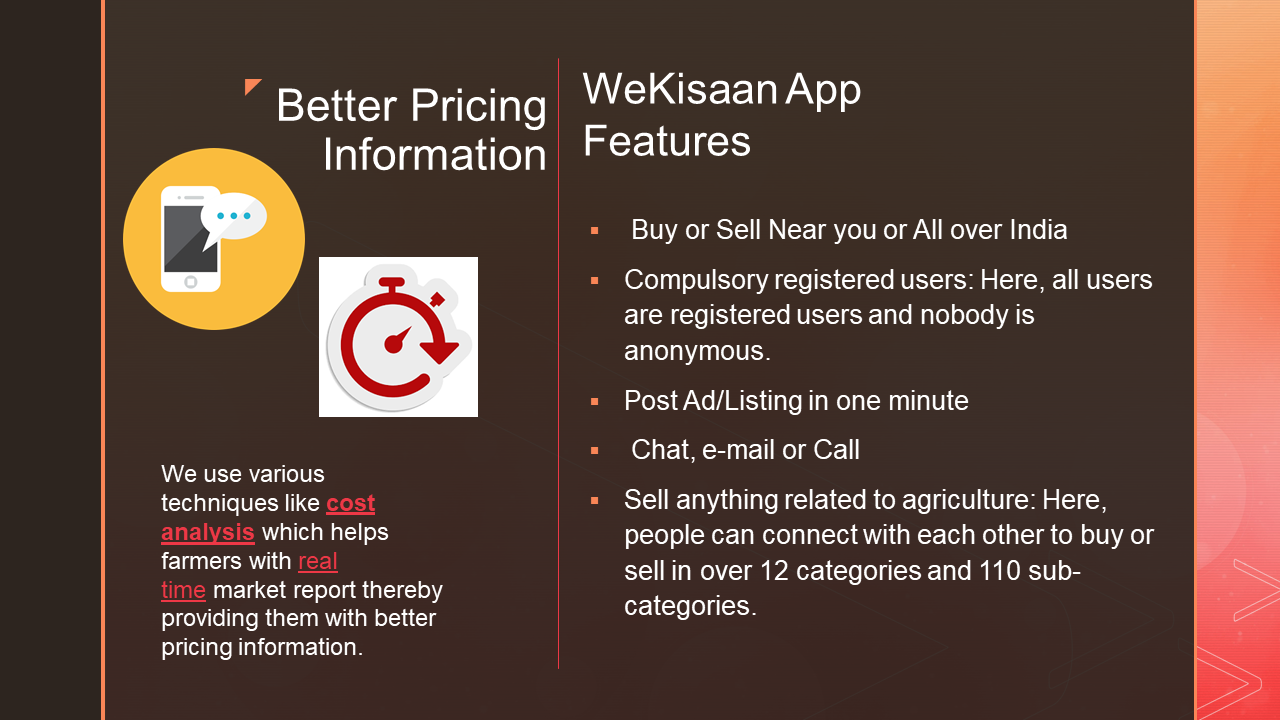 Better Pricing
Information
We use various
techniques like cost
analysis which helps
farmers with real
time market report thereby
providing them with better
pricing information.
WeKisaan App
Features
Buy or Sell Near you or All over India
Compulsory registered users: Here, all users
are registered users and nobody is
anonymous.
Post Ad/Listing in one minute
Chat, e-mail or Call
Sell anything related to agriculture: Here,
people can connect with each other to buy or
sell in over 12 categories and 110 sub-
categories.